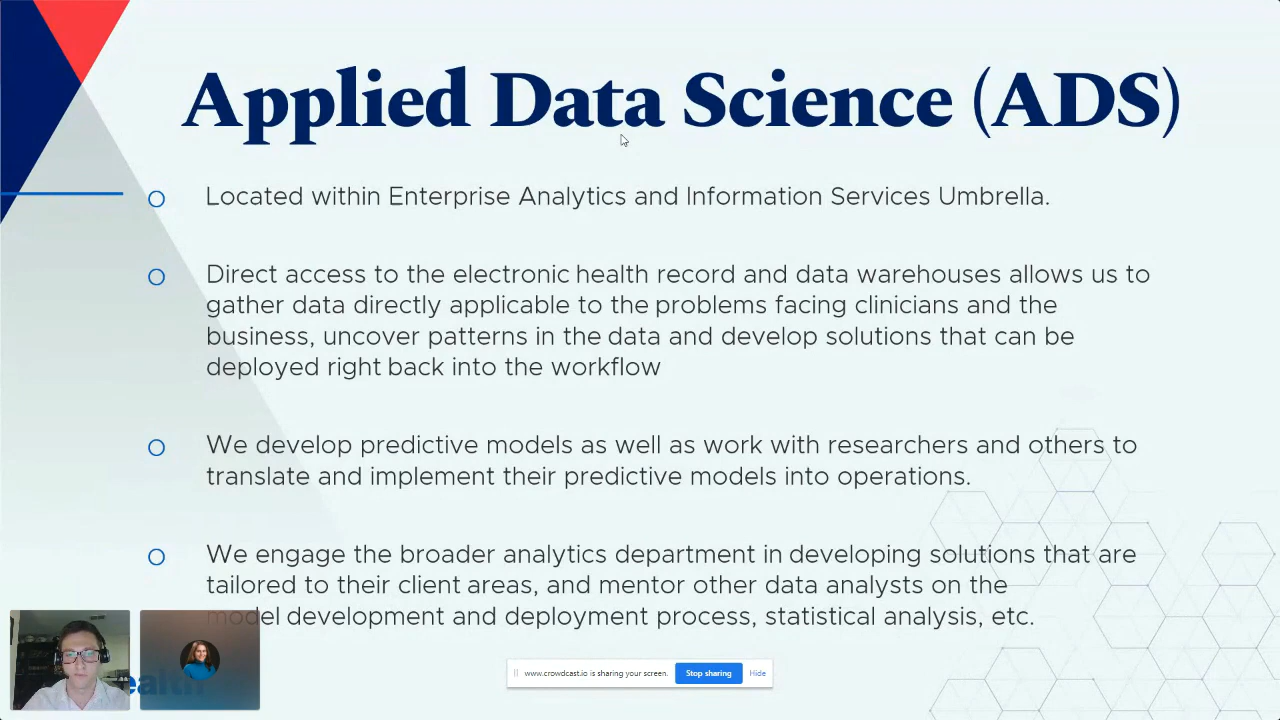 Applied Data Science (ADS)
Located within Enterprise Analytics and Information Services Umbrella.
Direct access to the electronic health record and data warehouses allows us to
gather data directly applicable to the problems facing clinicians and the
business, uncover patterns in the data and develop solutions that can be
deployed right back into the workflow
We develop predictive models as well as work with researchers and others to
translate and implement their predictive models into operations.
We engage the broader analytics department in developing solutions that are
tailored to their client areas, and mentor other data analysts on the
model development and deployment process, statistical analysis, etc.
www.crowdcast.io is sharing your screen. Stop sharing Hide